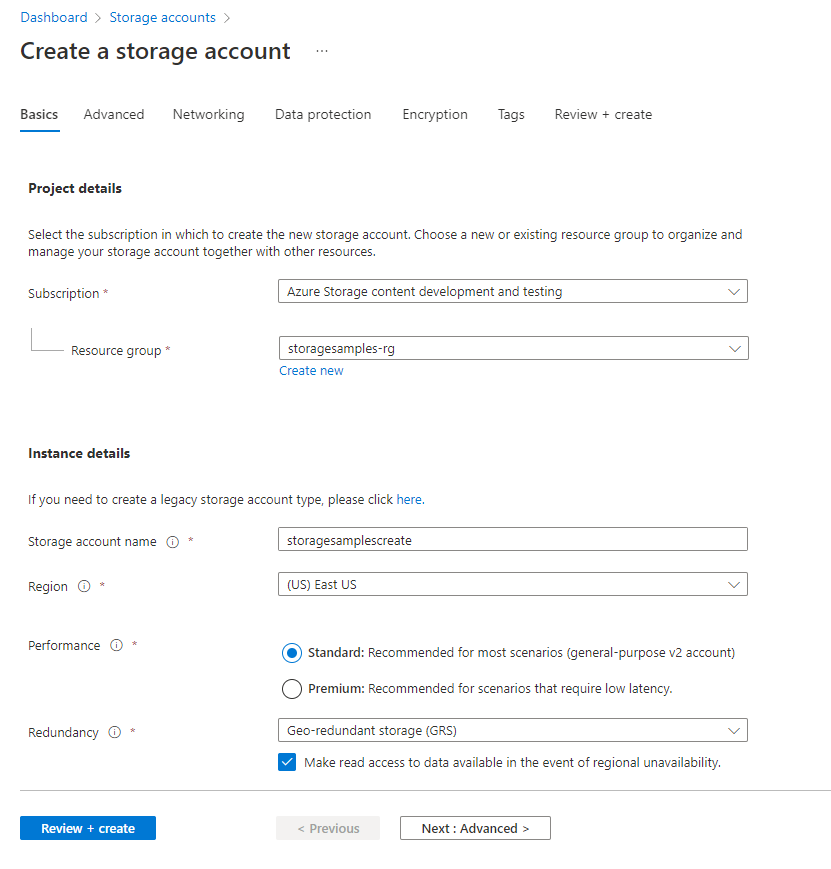 Dashboard > Storage accounts >
Create a storage account ...
Basics Advanced Networking Data protection Encryption Tags Review + create
Project details
Select the subscription in which to create the new storage account. Choose a new or existing resource group to organize and
manage your storage account together with other resources.
Subscription * Azure Storage content development and testing
Resource group * storagesamples-rg
Create new
Instance details
If you need to create a legacy storage account type, please click here.
Storage account name * storagesamplescreate
Region * (US) East US
Performance * Standard: Recommended for most scenarios (general-purpose v2 account)
Premium: Recommended for scenarios that require low latency.
Redundancy * Geo-redundant storage (GRS)
Make read access to data available in the event of regional unavailability.
Review + create < Previous Next : Advanced >